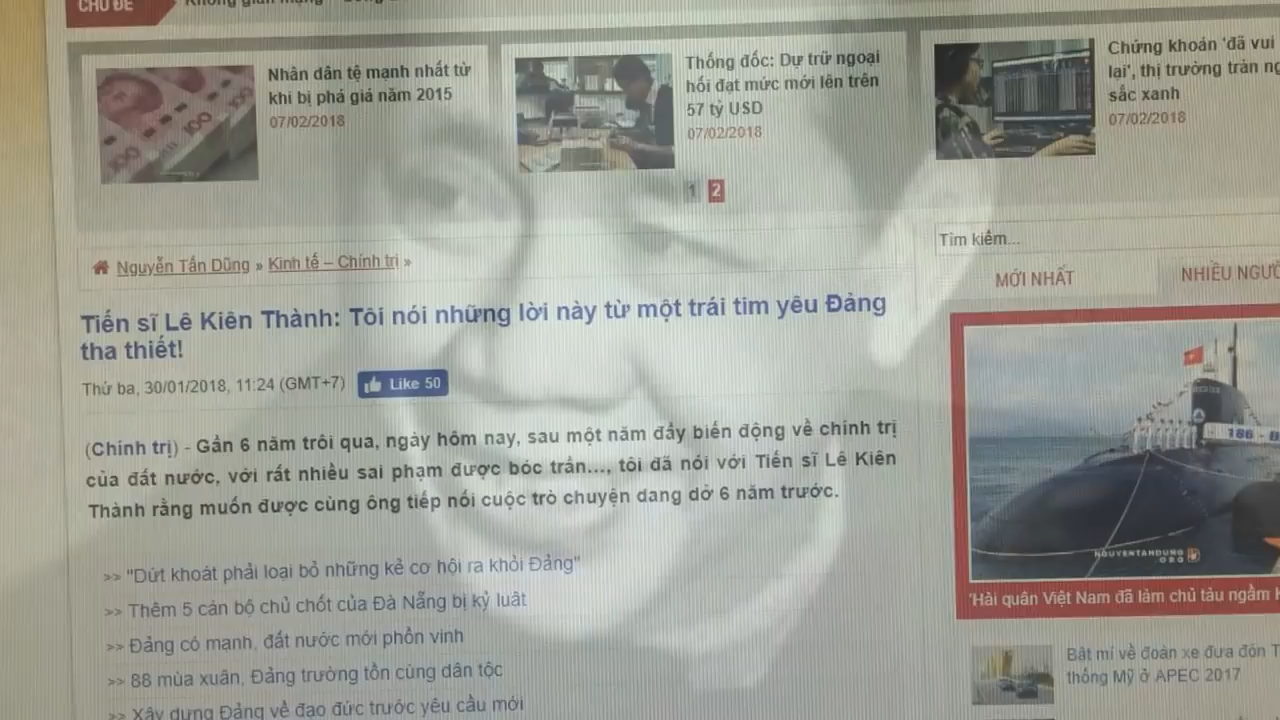 CHỦ ĐỀ
Nhân dân tệ mạnh nhất từ
khi bị phá giá năm 2015
07/02/2018
Thống đốc: Dự trữ ngoại
hối đạt mức mới lên trên
57 tỷ USD
07/02/2018
Chứng khoán 'đã vui
lại', thị trường tràn
sắc xanh
07/02/2018
1 2
Nguyễn Tấn Dũng » Kinh tế – Chính trị »
Tìm kiếm...
MỚI NHẤT
NHIỀU
Tiến sĩ Lê Kiên Thành: Tôi nói những lời này từ một trái tim yêu Đảng
tha thiết!
Thứ ba, 30/01/2018, 11:24 (GMT+7) Like 50
(Chính trị) - Gần 6 năm trôi qua, ngày hôm nay, sau một năm đầy biến động về chính trị
của đất nước, với rất nhiều sai phạm được bóc trần..., tôi đã nói với Tiến sĩ Lê Kiên
Thành rằng muốn được cùng ông tiếp nối cuộc trò chuyện dang dở 6 năm trước.
>> "Dứt khoát phải loại bỏ những kẻ cơ hội ra khỏi Đảng"
>> Thêm 5 cán bộ chủ chốt của Đà Nẵng bị kỷ luật
>> Đảng có mạnh, đất nước mới phồn vinh
>> 88 mùa xuân, Đảng trường tồn cùng dân tộc
>> Xây dựng Đảng về đạo đức trước yêu cầu mới
186 -
NGUYENTANDUNG
ORG
'Hải quân Việt Nam đã làm chủ tàu ngầm
Bật mí về đoàn xe đưa đón
thống Mỹ ở APEC 2017